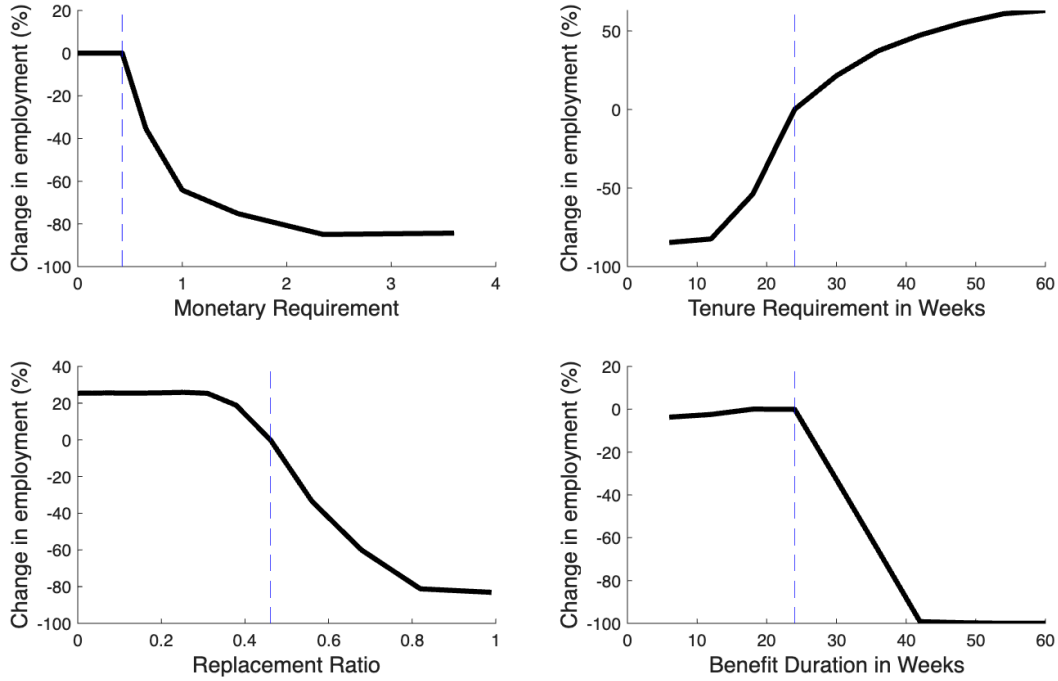 Change in employment (%)
20
0
-20
-40
-60
-80
-100
0 1 2 3 4
Monetary Requirement
Change in employment (%)
50
0
-50
-100
0 10 20 30 40 50 60
Tenure Requirement in Weeks
Change in employment (%)
40
20
0
-20
-40
-60
-80
-100
0 0.2 0.4 0.6 0.8 1
Replacement Ratio
Change in employment (%)
20
0
-20
-40
-60
-80
-100
0 10 20 30 40 50 60
Benefit Duration in Weeks